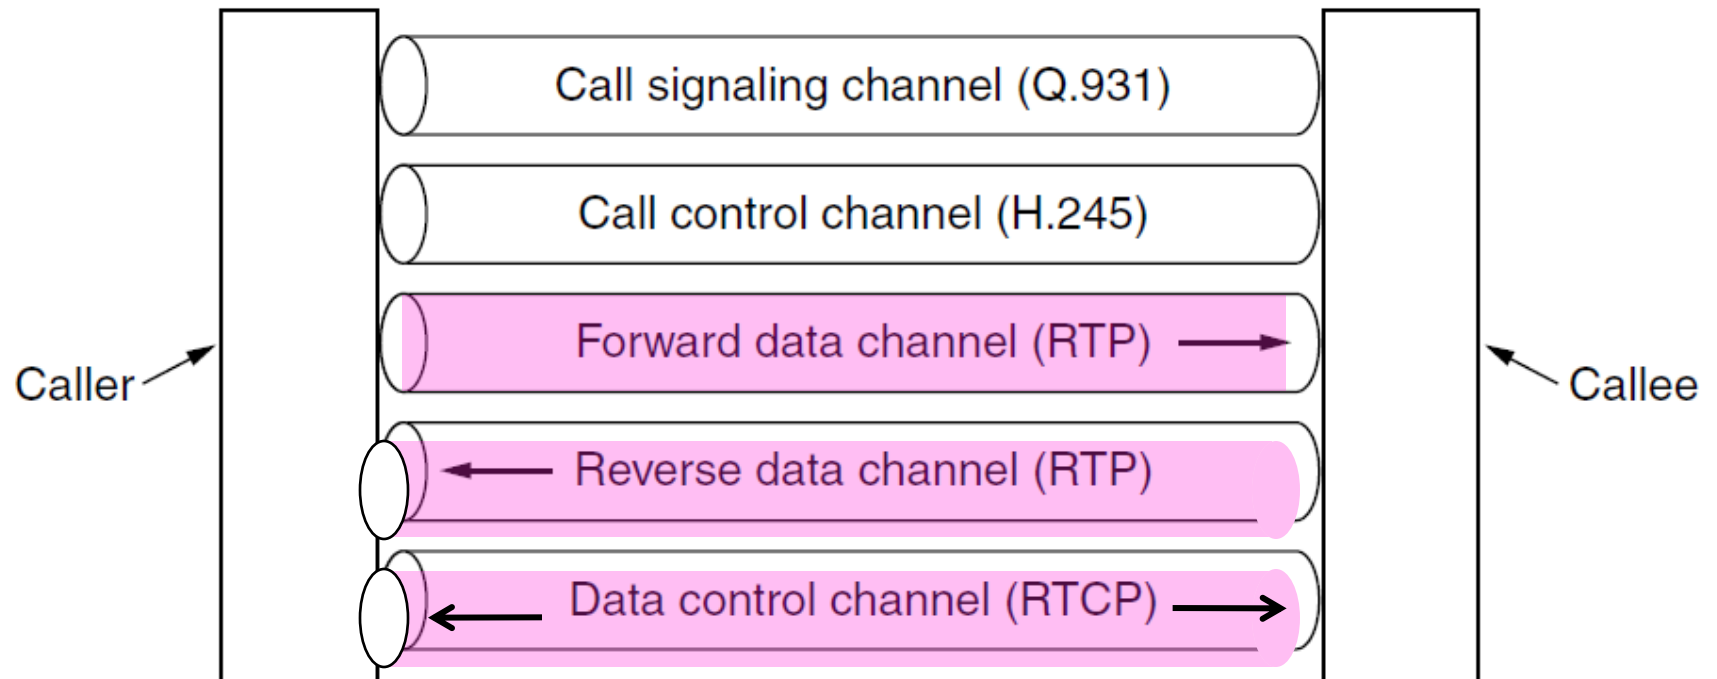 Call signaling channel (Q.931)
Call control channel (H.245)
Forward data channel (RTP)
Caller
Callee
Reverse data channel (RTP)
Data control channel (RTCP)